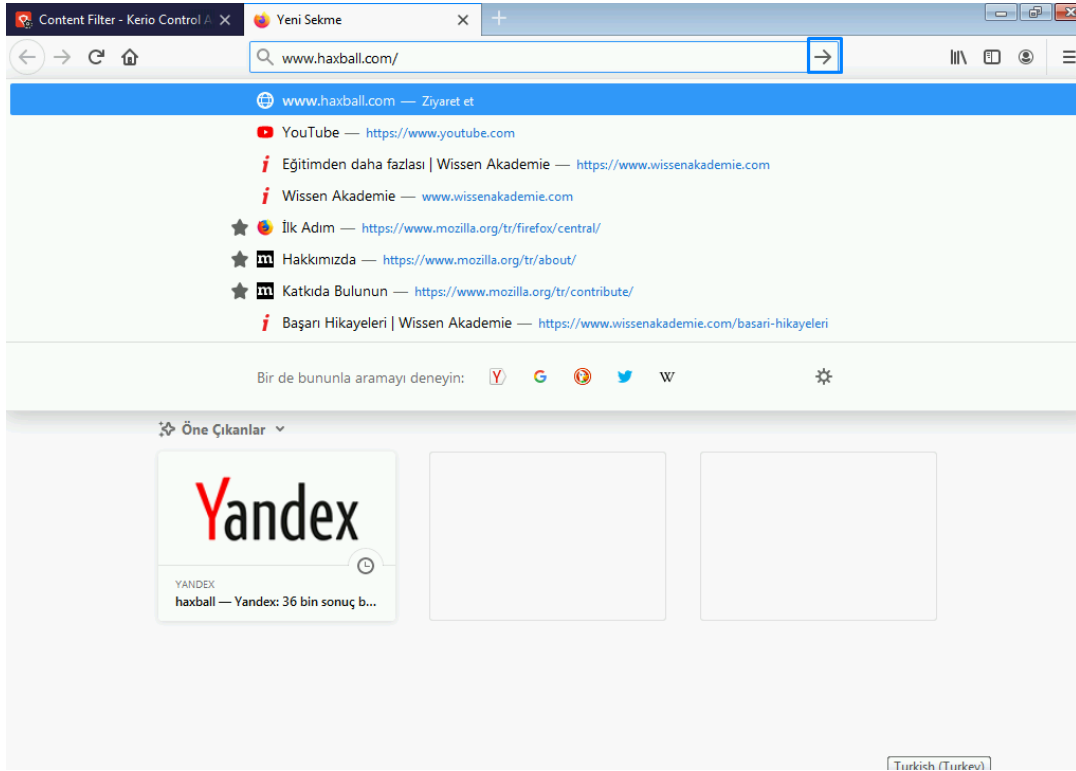 Content Filter - Kerio Control A
Yeni Sekme
www.haxball.com/
www.haxball.com — Ziyaret et
YouTube — https://www.youtube.com
Eğitimden daha fazlası | Wissen Akademie — https://www.wissenakademie.com
Wissen Akademie — www.wissenakademie.com
İlk Adım — https://www.mozilla.org/tr/firefox/central/
m Hakkımızda — https://www.mozilla.org/tr/about/
m Katkıda Bulunun — https://www.mozilla.org/tr/contribute/
Başarı Hikayeleri | Wissen Akademie — https://www.wissenakademie.com/basari-hikayeleri
Bir de bununla aramayı deneyin: Y G W
Öne Çıkanlar
Yandex
YANDEX
haxball — Yandex: 36 bin sonuç b...
Turkish (Turkey)